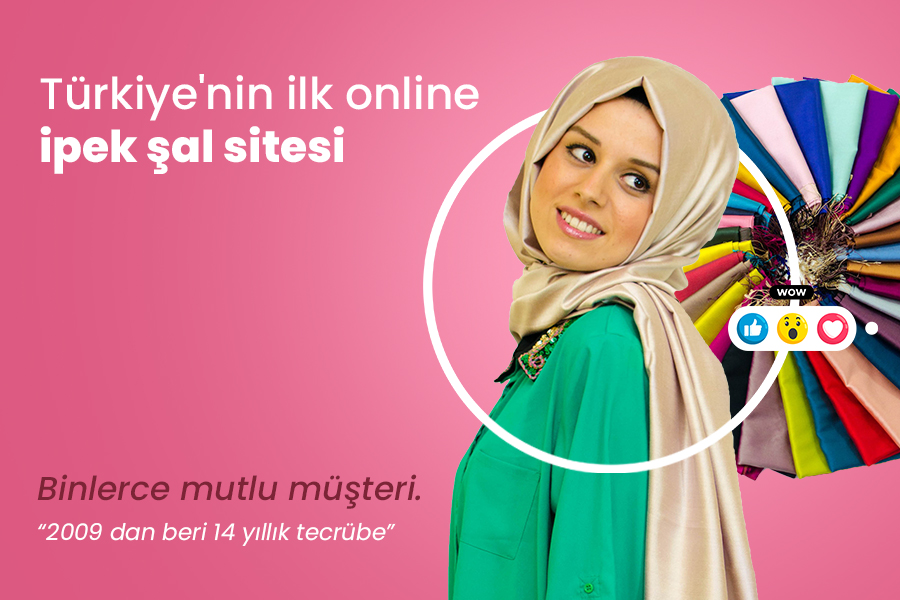 Türkiye'nin ilk online
ipek şal sitesi
wow
Binlerce mutlu müşteri.
“2009 dan beri 14 yıllık tecrübe”